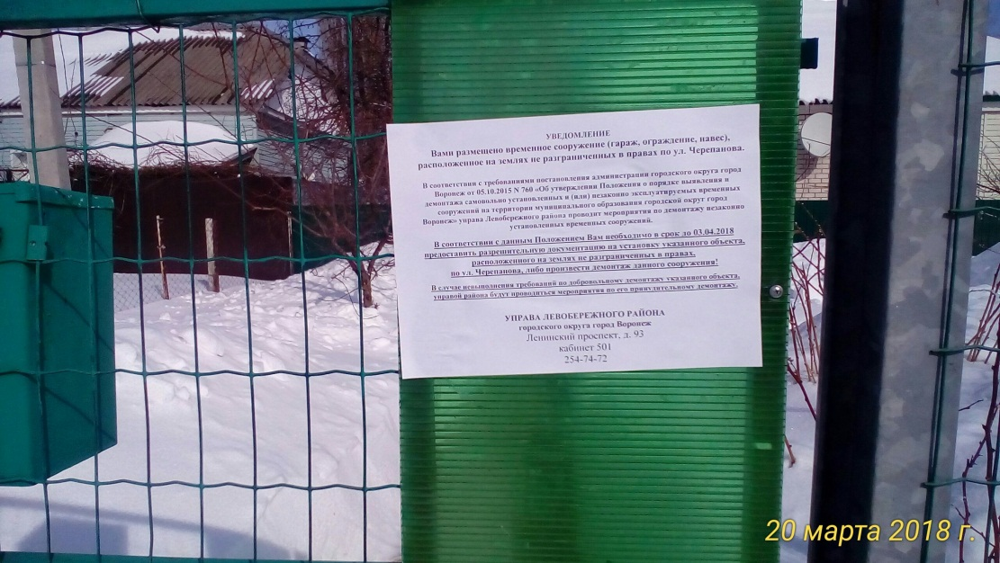 УВЕДОМЛЕНИЕ
Вами размещено временное сооружение (гараж, ограждение, навес),
расположенное на землях не разграниченных в правах по ул. Черепанова.
В соответствии с требованиями постановления администрации городского округа город
Воронеж от 05.10.2015 N 760 «Об утверждении Положения о порядке выявления и
демонтажа самовольно установленных и (или) незаконно эксплуатируемых временных
сооружений на территории муниципального образования городской округ город
Воронеж» управа Левобережного района проводит мероприятия по демонтажу незаконно
установленных временных сооружений.
В соответствии с данным Положением Вам необходимо в срок до 03.04.2018
предоставить разрешительную документацию на установку указанного объекта,
расположенного на землях не разграниченных в правах,
по ул. Черепанова, либо произвести демонтаж данного сооружения!
В случае невыполнения требований по добровольному демонтажу указанного объекта,
управой района будут проводиться мероприятия по его принудительному демонтажу.
УПРАВА ЛЕВОБЕРЕЖНОГО РАЙОНА
городского округа город Воронеж
Ленинский проспект, д. 93
кабинет 501
254-74-72
20 марта 2018 г.